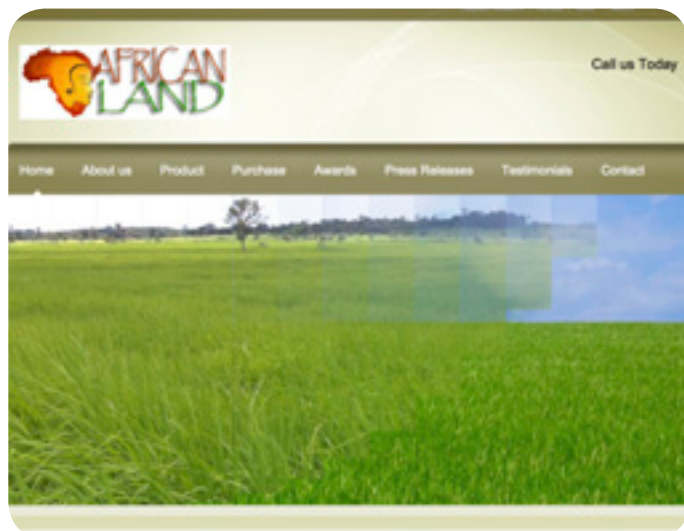 AFRICAN
LAND
Call us Today
Home About us Product Purchase Awards Press Releases Testimonials Contact